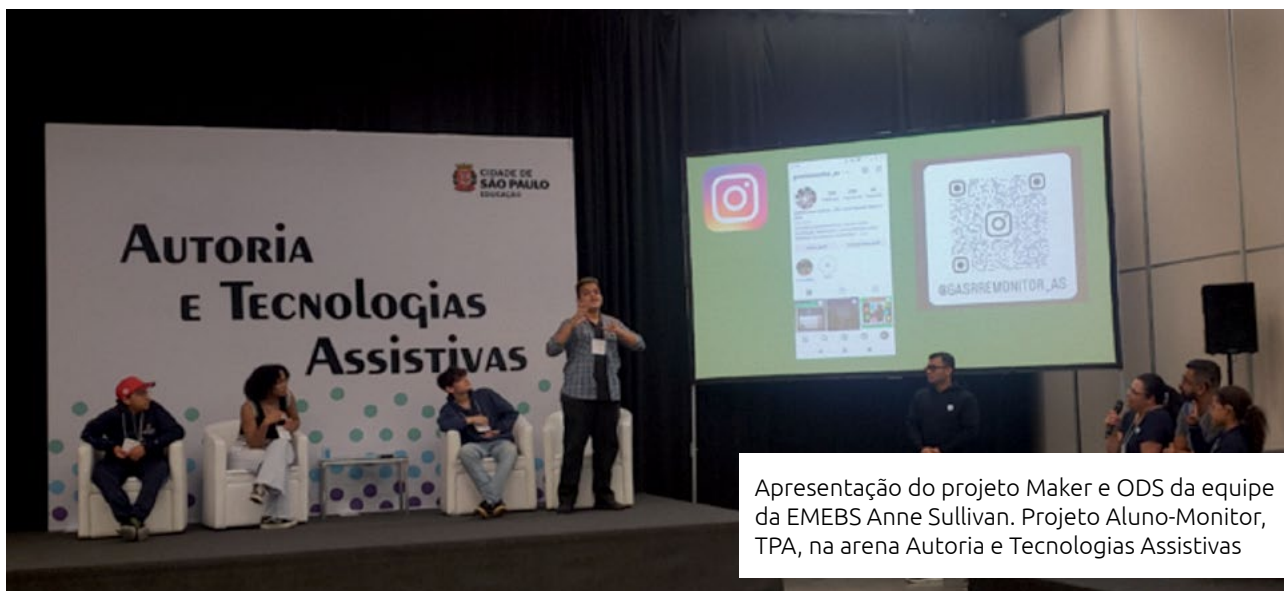 CIDADE DE
SÃO PAULO
EDUCAÇÃO
AUTORIA
E TECNOLOGIAS
ASSISTIVAS
@GASRREMONITOR_AS
Apresentação do projeto Maker e ODS da equipe
da EMEBS Anne Sullivan. Projeto Aluno-Monitor,
TPA, na arena Autoria e Tecnologias Assistivas